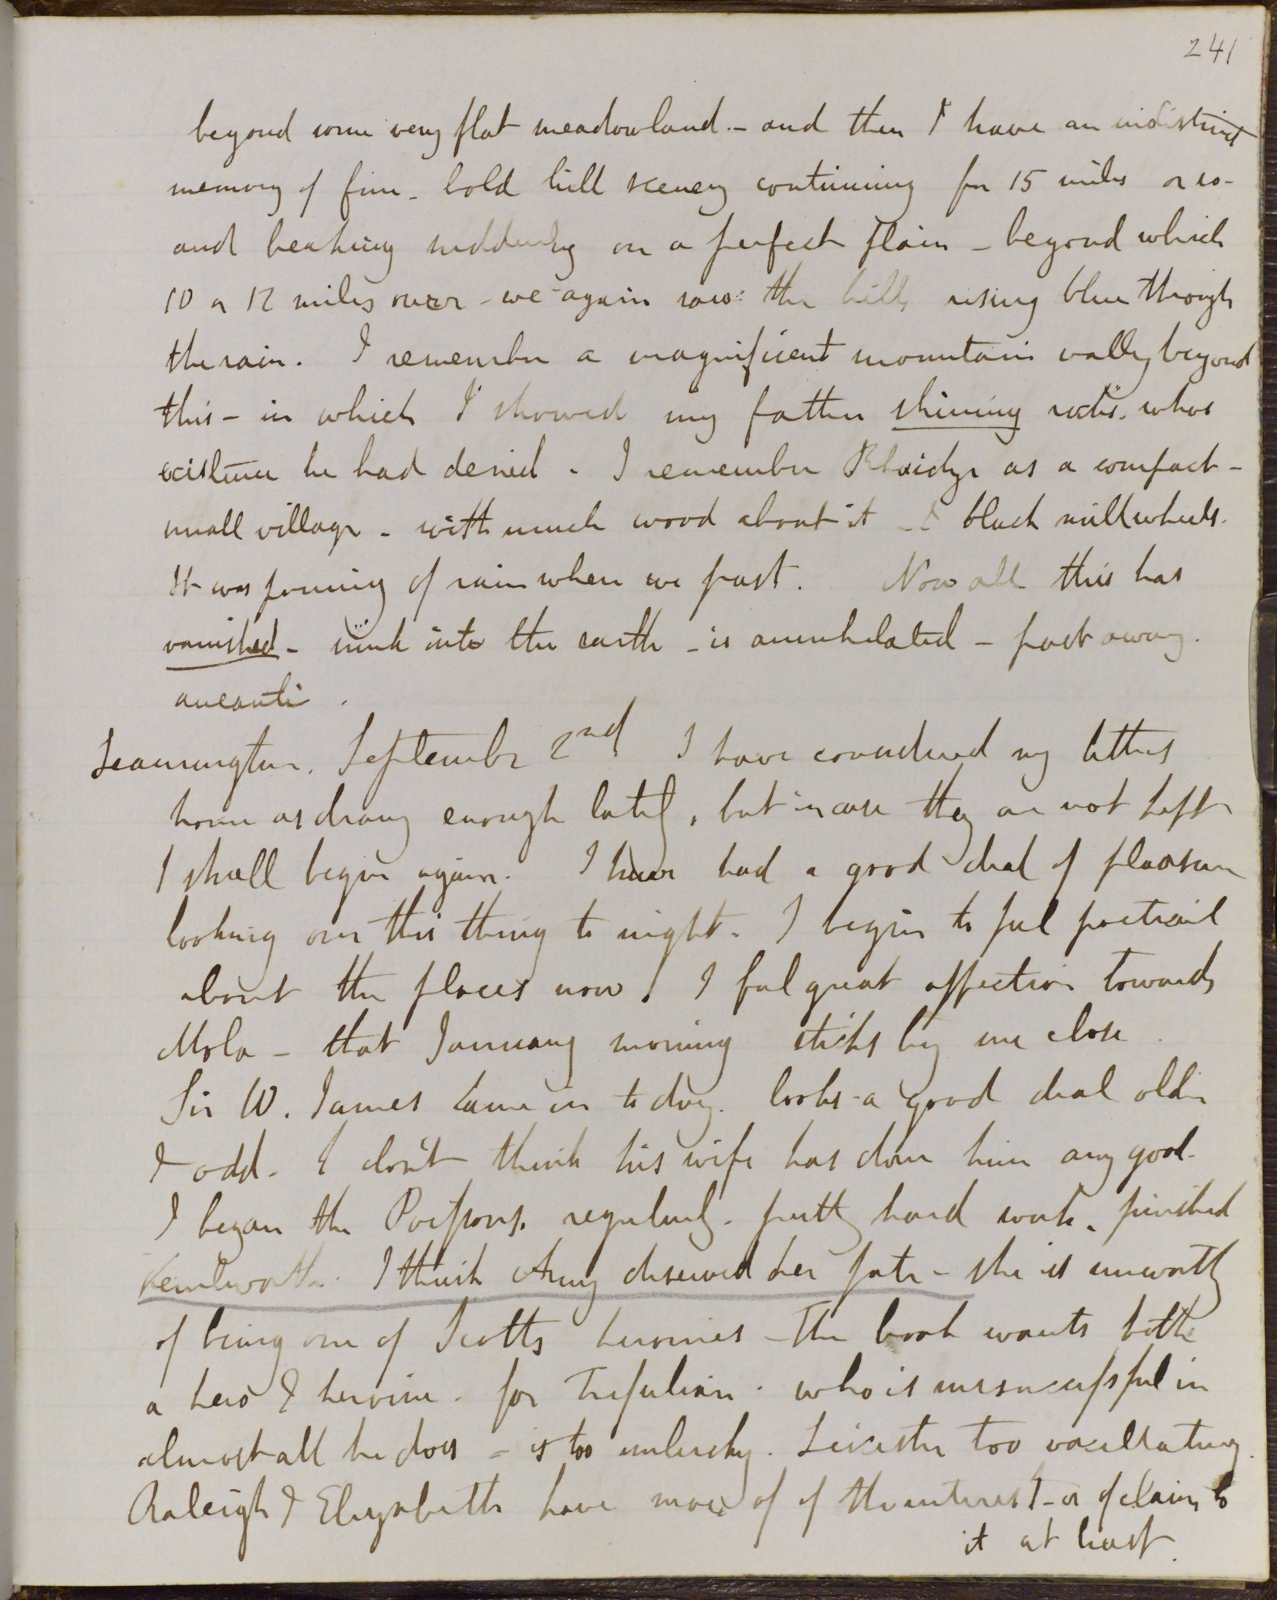 241
beyond some very flat meadowland - and then I have an indistinct
memory of fine - bold hill scenery continuing for 15 miles or so -
and breaking suddenly on a perfect plain - beyond which
10 or 12 miles over - we again saw the hills rising blue through
the rain. I remember a magnificent mountain valley beyond
this - in which I showed my father shining rocks. whose
existence he had denied - I remember Rhaidyr as a compact -
small village - with much wood about it - & black millwheels.
It was pouring of rain when we past. Now all this has
vanished - sunk into the earth - is annihelated - past away -
aneanti.
Leamington. September 2nd I have considered my letters
home as diary enough lately, but in case they are not kept
I shall begin again. I have had a good deal of pleasure
looking over this thing to night. I begin to feel poetical
about the places now! I feel great affection towards
Mola - that January morning sticks by me close.
Sir W. James came in to day. looks a good deal older
& odd. I don't think his wife has done him any good.
I began the Poissons, regularly. pretty hard work. finished
Kenilworth. I think Amy deserved her fate - she is unworthy
of being one of Scotts heroines - The book wants both
a hero & heroine. for Tresulian. who is unsuccessful in
almost all he does - is too unlucky. Leicester too vacillating.
Raleigh & Elizabeth have more of of the interest - or of claim to
it at least.